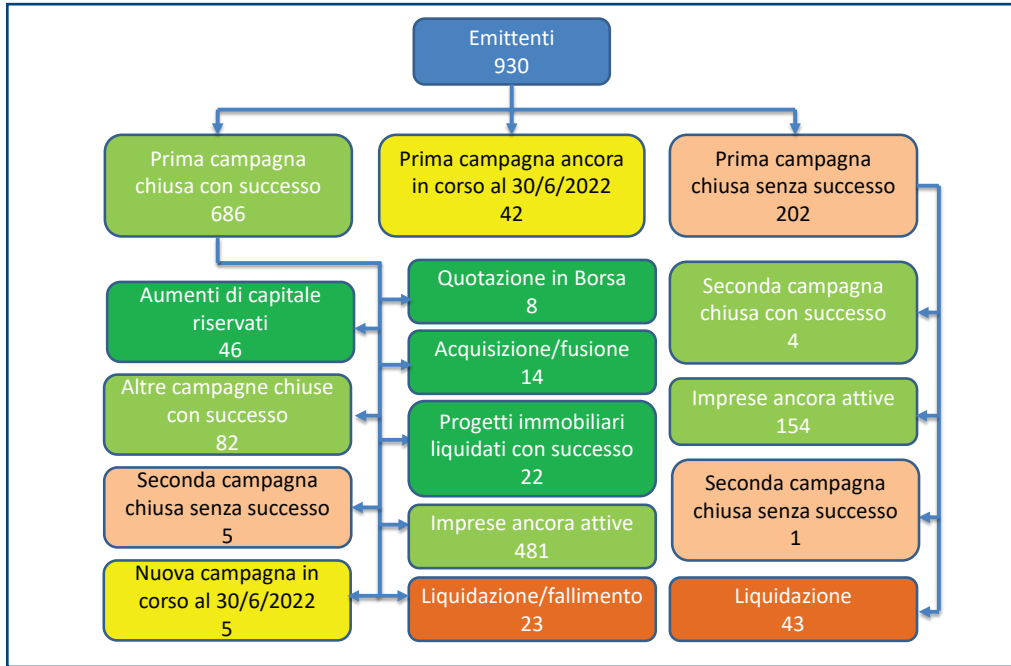 Emittenti
930
Prima campagna
chiusa con successo
686
Prima campagna ancora
in corso al 30/6/2022
42
Prima campagna
chiusa senza successo
202
Aumenti di capitale
riservati
46
Altre campagne chiuse
con successo
82
Seconda campagna
chiusa senza successo
5
Nuova campagna in
corso al 30/6/2022
5
Quotazione in Borsa
8
Acquisizione/fusione
14
Progetti immobiliari
liquidati con successo
22
Imprese ancora attive
481
Liquidazione/fallimento
23
Seconda campagna
chiusa con successo
4
Imprese ancora attive
154
Seconda campagna
chiusa senza successo
1
Liquidazione
43